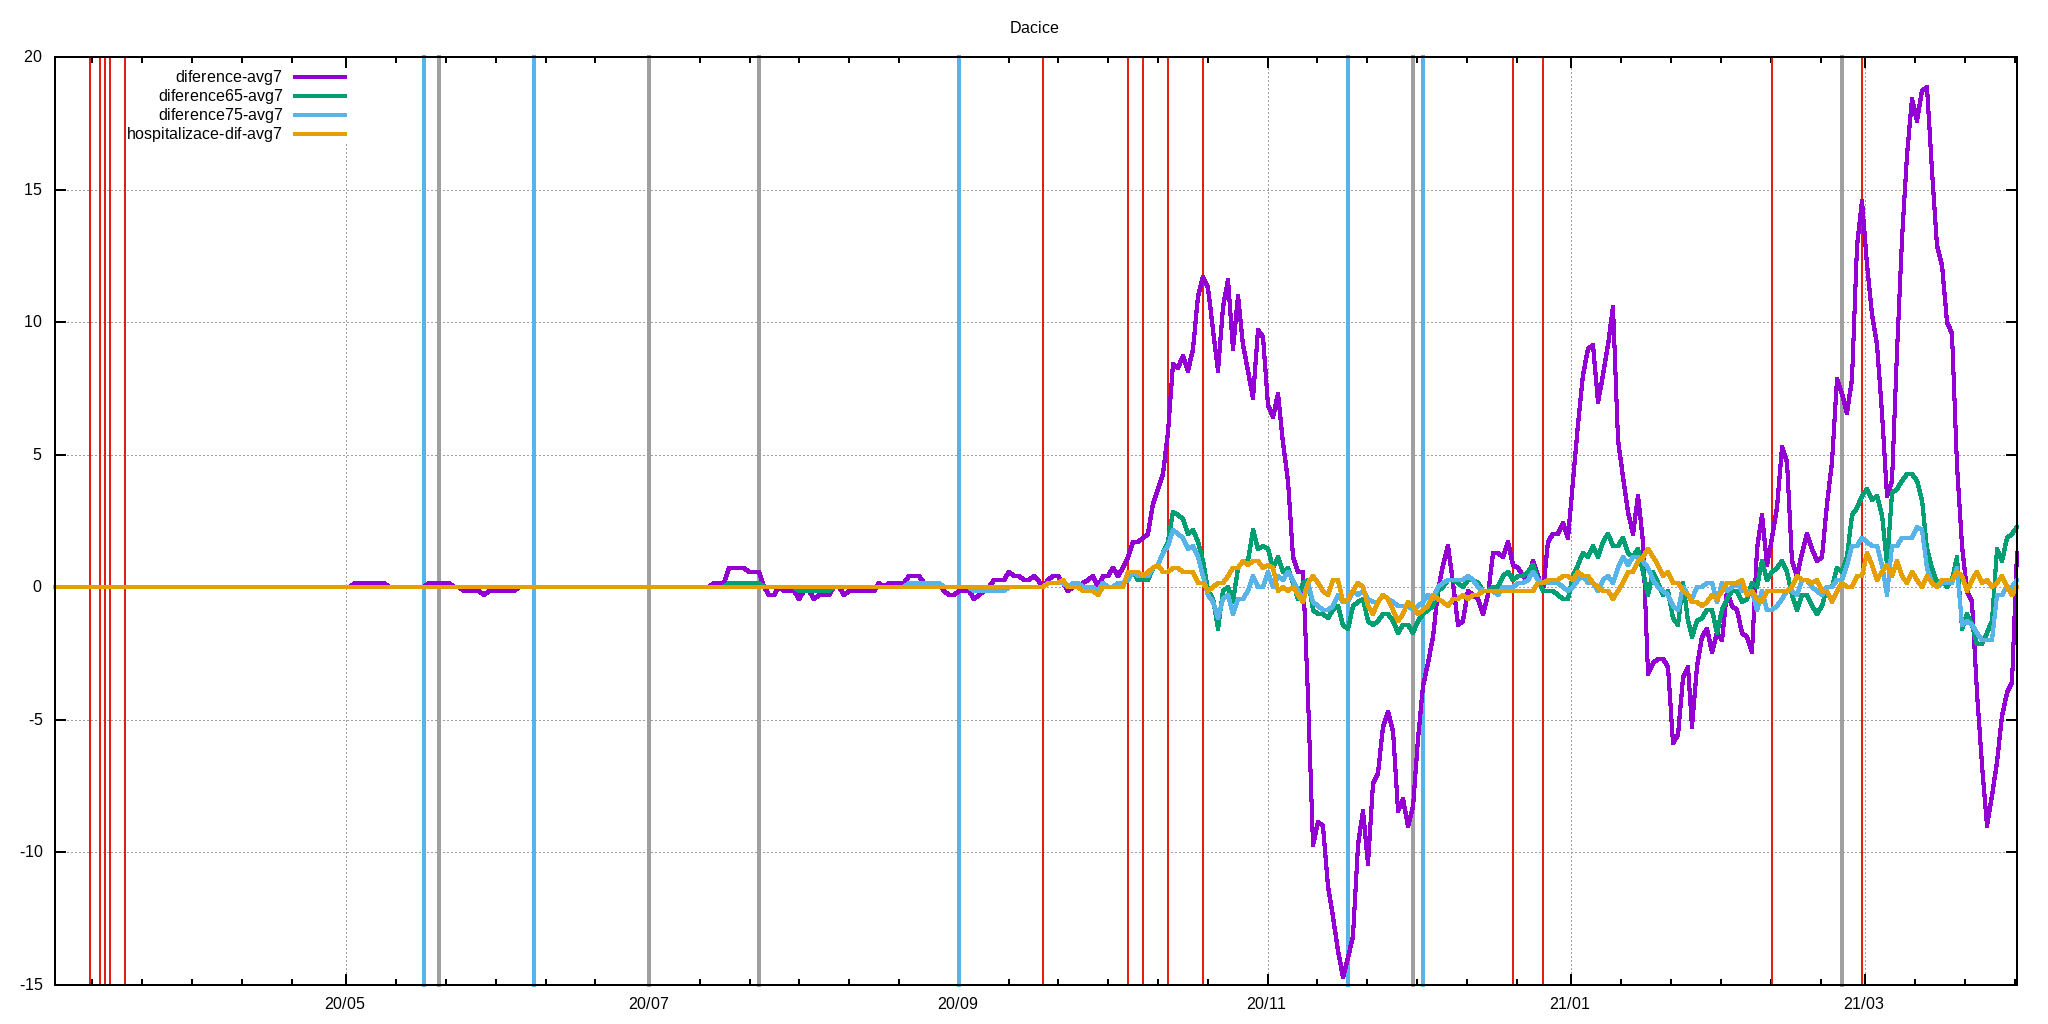 Dacice
diference-avg7
diference65-avg7
diference75-avg7
hospitalizace-dif-avg7
20
15
10
5
0
-5
-10
-15
20/05 20/07 20/09 20/11 21/01 21/03